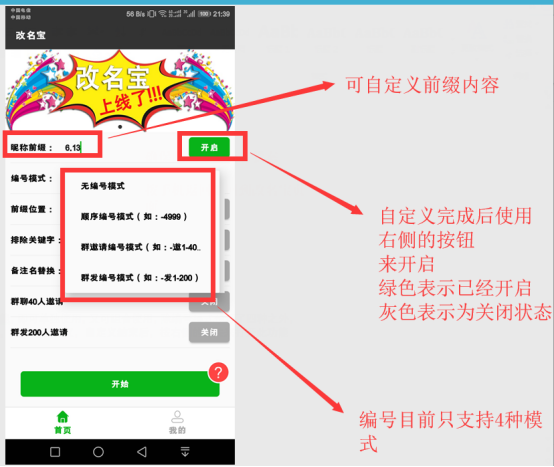 中国电信
中国移动
56 B/s
100
21:39
改名宝
改名宝
上线了!!!
可自定义前缀内容
昵称前缀： 6.13
开启
编号模式：
无编号模式
前缀位置：
顺序编号模式（如：-4999）
排除关键字：
群邀请编号模式（如：-邀1-40..
备注名替换：
群发编号模式（如：-发1-200）
自定义完成后使用
右侧的按钮
来开启
绿色表示已经开启
灰色表示为关闭状态
群聊40人邀请
关闭
群发200人邀请
关闭
?
开始
编号目前只支持4种模
式
首页
我的